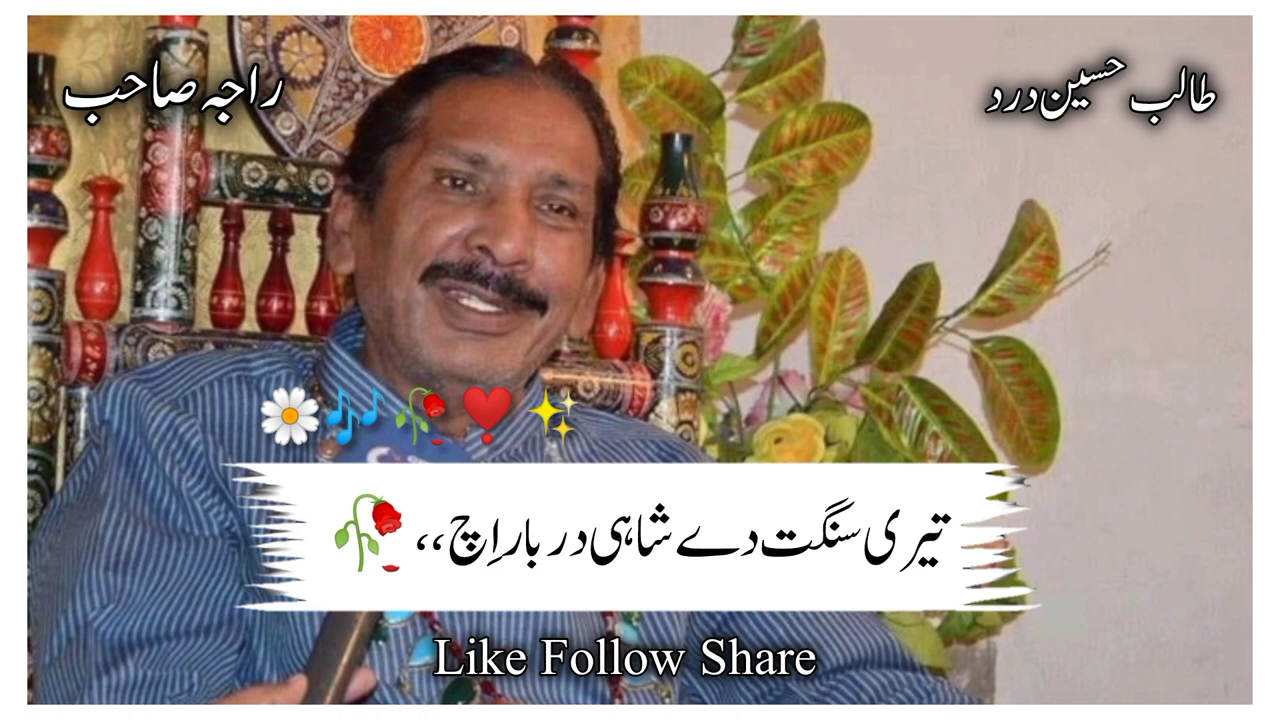 طالب حسین درد
راجہ صاحب
تیری سنگت دے شاہی دربار اِچ،،
Like Follow Share